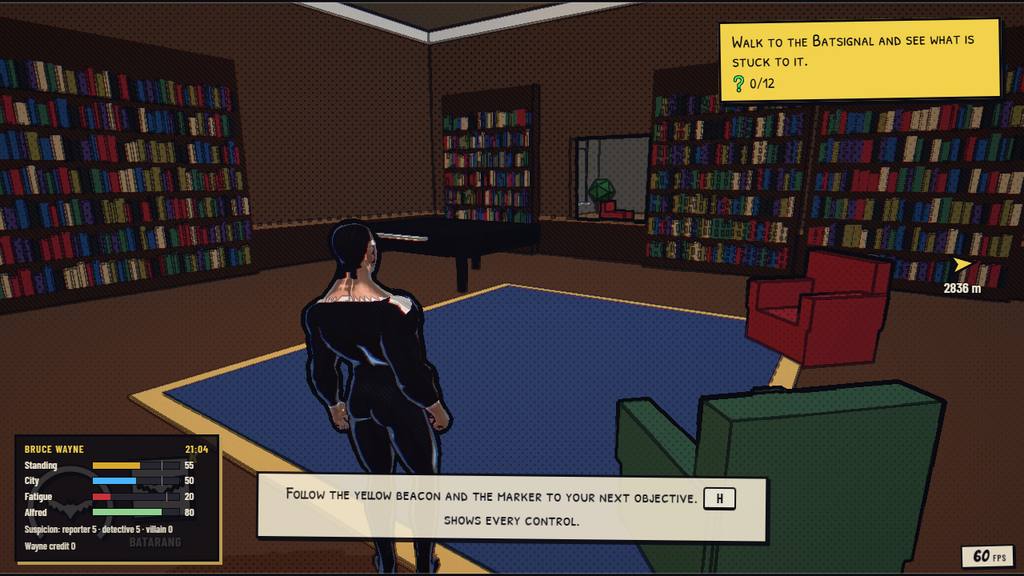 Walk to the Batsignal and see what is
stuck to it.
? 0/12
2836 m
BRUCE WAYNE 21:04
Standing 55
City 50
Fatigue 20
Alfred 80
Suspicion: reporter 5 · detective 5 · villain 0
Wayne credit 0
BATARANG
Follow the yellow beacon and the marker to your next objective. H
shows every control.
60 FPS